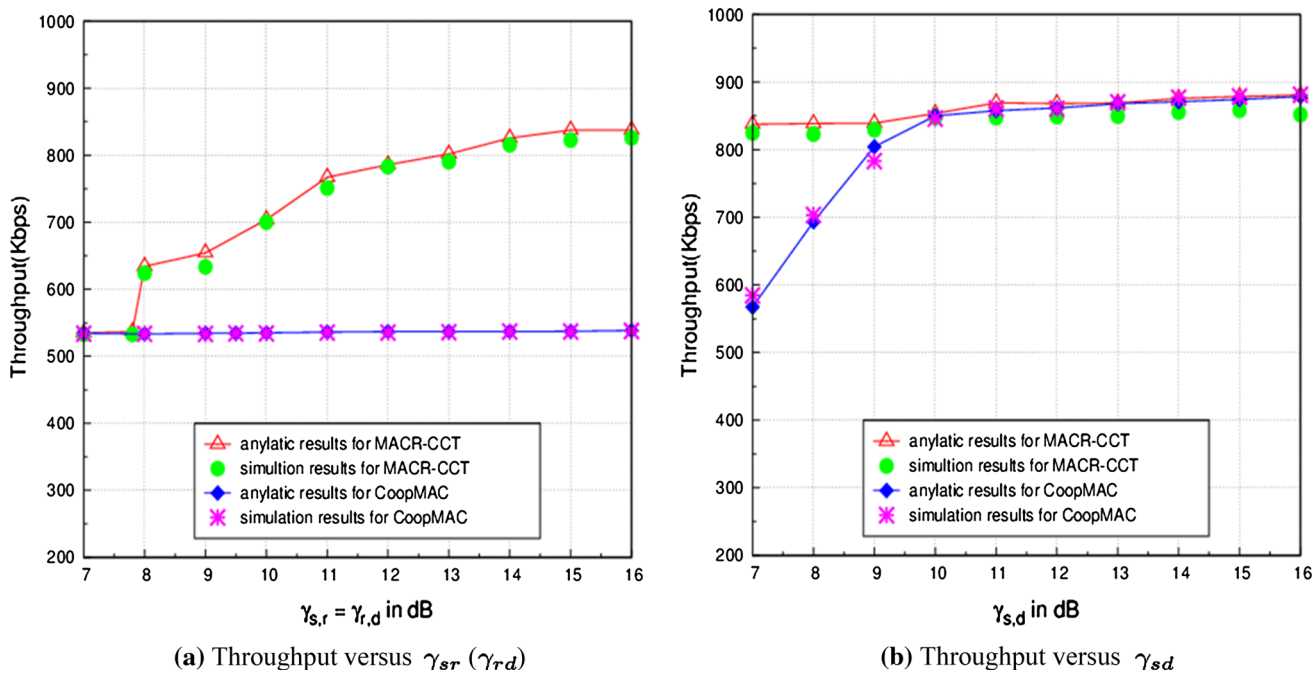 1000
900
800
700
600
500
400
300
200
Throughput(Kbps)
anylatic results for MACR-CCT
simultion results for MACR-CCT
anylatic results for CoopMAC
simulation results for CoopMAC
7 8 9 10 11 12 13 14 15 16
γs,r = γr,d in dB
(a) Throughput versus γsr (γrd)
1000
900
800
700
600
500
400
300
200
Throughput(Kbps)
anylatic results for MACR-CCT
simultion results for MACR-CCT
anylatic results for CoopMAC
simulation results for CoopMAC
7 8 9 10 11 12 13 14 15 16
γs,d in dB
(b) Throughput versus γsd